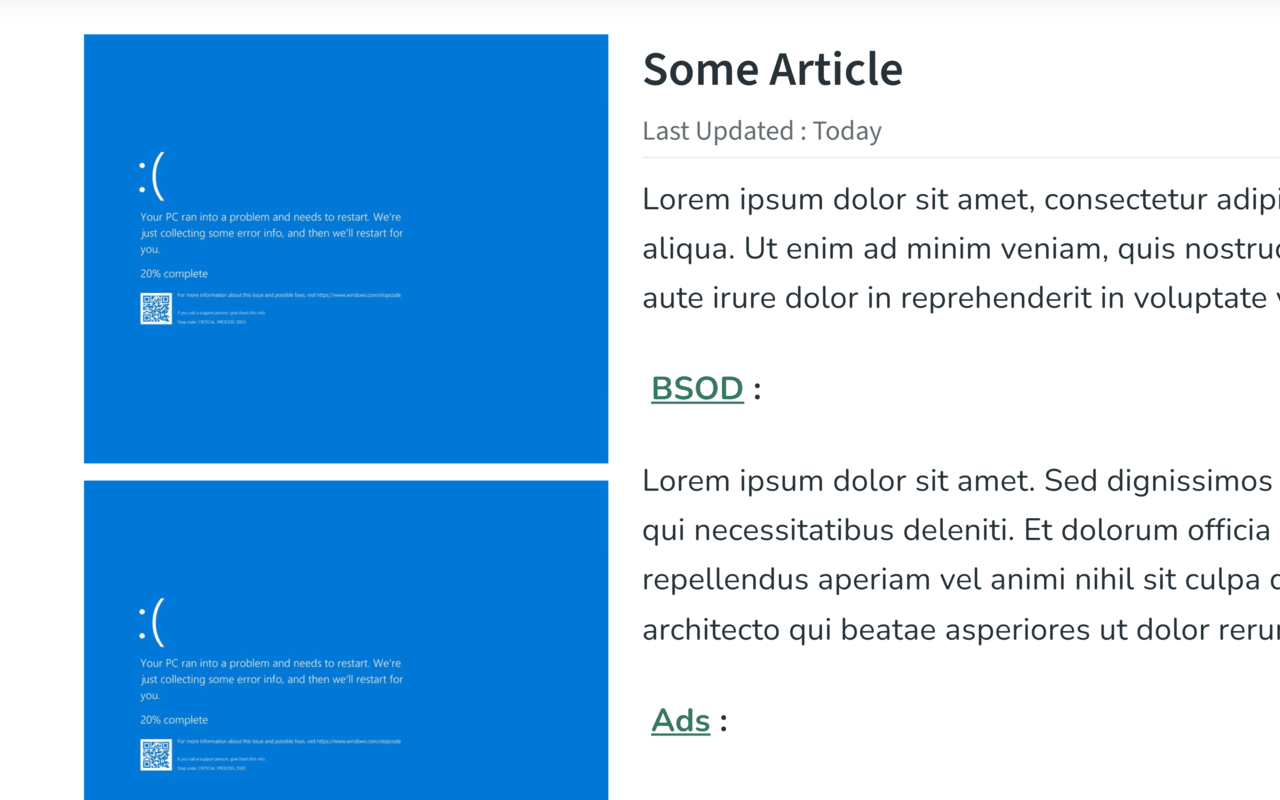 :(
Your PC ran into a problem and needs to restart. We're
just collecting some error info, and then we'll restart for
you.
20% complete
For more information about this issue and possible fixes, visit https://www.windows.com/stopcode
If you call a support person, give them this info:
Stop code: CRITICAL PROCESS DIED
:(
Your PC ran into a problem and needs to restart. We're
just collecting some error info, and then we'll restart for
you.
20% complete
For more information about this issue and possible fixes, visit https://www.windows.com/stopcode
If you call a support person, give them this info:
Stop code: CRITICAL PROCESS DIED
Some Article
Last Updated : Today
Lorem ipsum dolor sit amet, consectetur adipi
aliqua. Ut enim ad minim veniam, quis nostruc
aute irure dolor in reprehenderit in voluptate
BSOD :
Lorem ipsum dolor sit amet. Sed dignissimos
qui necessitatibus deleniti. Et dolorum officia
repellendus aperiam vel animi nihil sit culpa
architecto qui beatae asperiores ut dolor rerur
Ads :